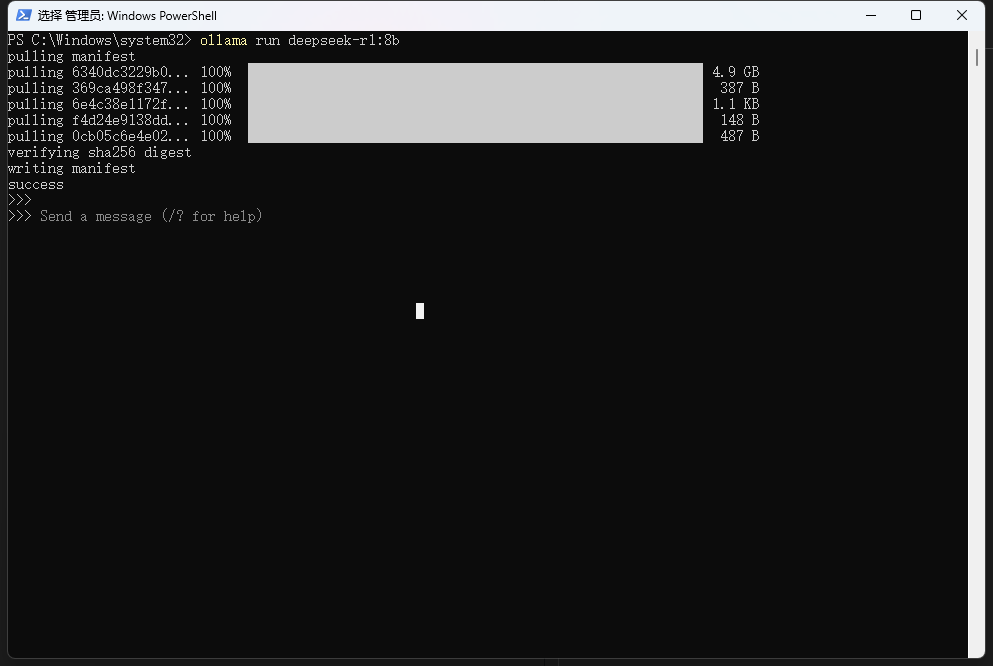 选择 管理员: Windows PowerShell
PS C:\Windows\system32> ollama run deepseek-r1:8b
pulling manifest
pulling 6340dc3229b0... 100% 4.9 GB
pulling 369ca498f347... 100% 387 B
pulling 6e4c38e1172f... 100% 1.1 KB
pulling f4d24e9138dd... 100% 148 B
pulling 0cb05c6e4e02... 100% 487 B
verifying sha256 digest
writing manifest
success
>>>
>>> Send a message (/? for help)